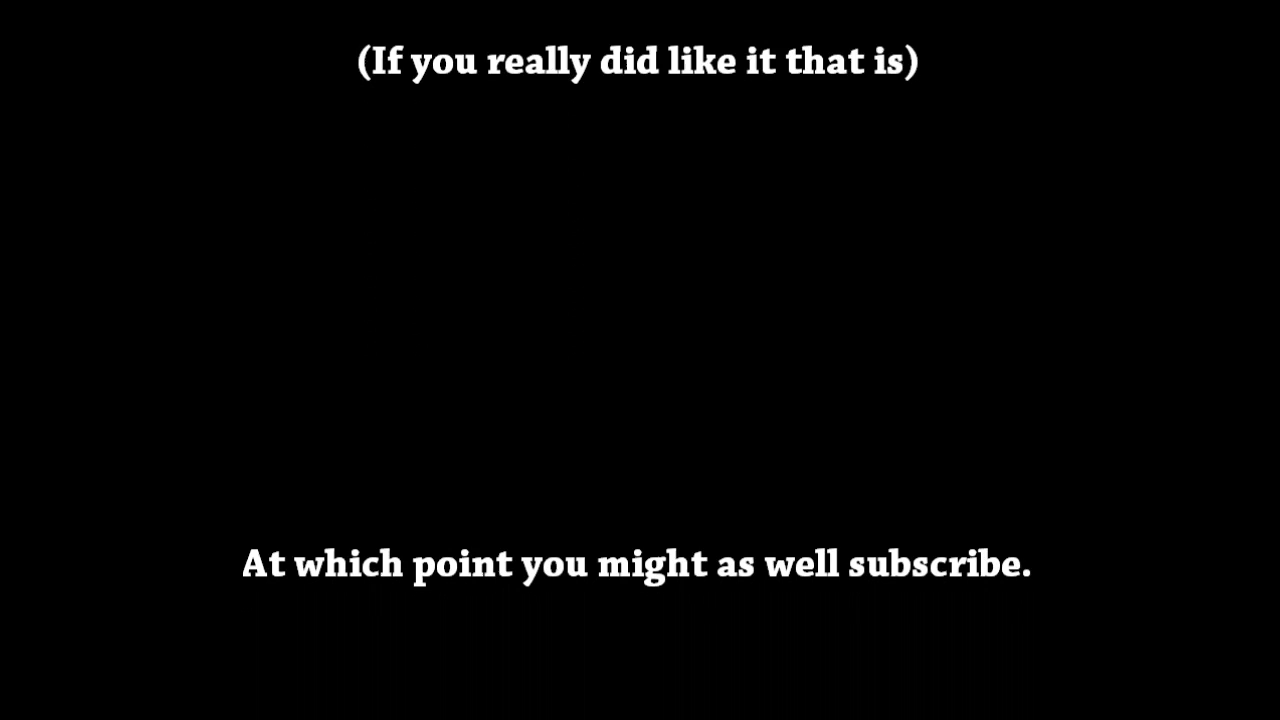 (If you really did like it that is)
At which point you might as well subscribe.